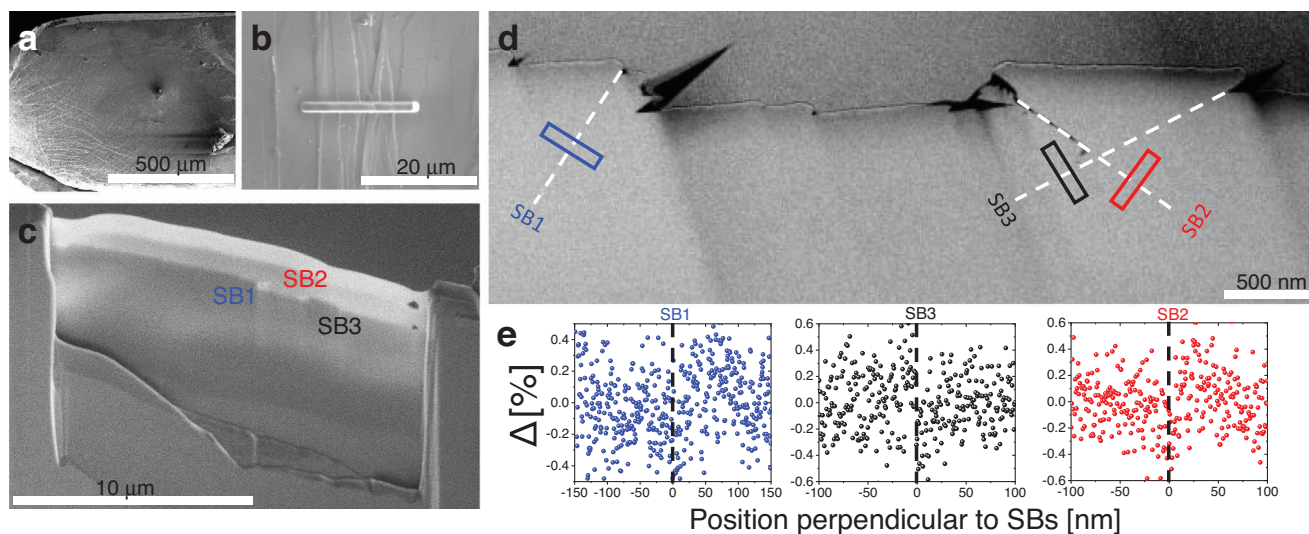 a
500 μm
b
20 μm
c
SB1
SB2
SB3
10 μm
d
SB1
SB3
SB2
500 nm
e
Δ [%]
SB1
0.4
0.2
0.0
-0.2
-0.4
-150 -100 -50 0 50 100 150
SB3
0.6
0.4
0.2
0.0
-0.2
-0.4
-0.6
-100 -50 0 50 100
SB2
0.6
0.4
0.2
0.0
-0.2
-0.4
-0.6
-100 -50 0 50 100
Position perpendicular to SBs [nm]